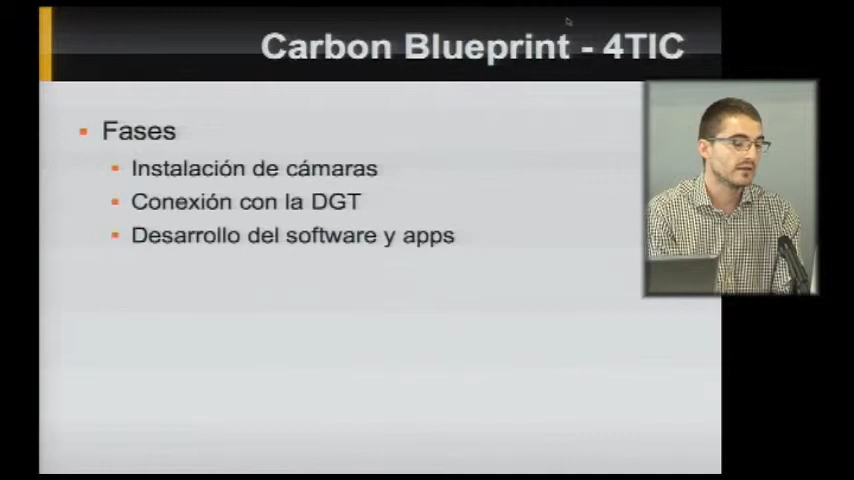 Carbon Blueprint - 4TIC
Fases
Instalación de cámaras
Conexión con la DGT
Desarrollo del software y apps